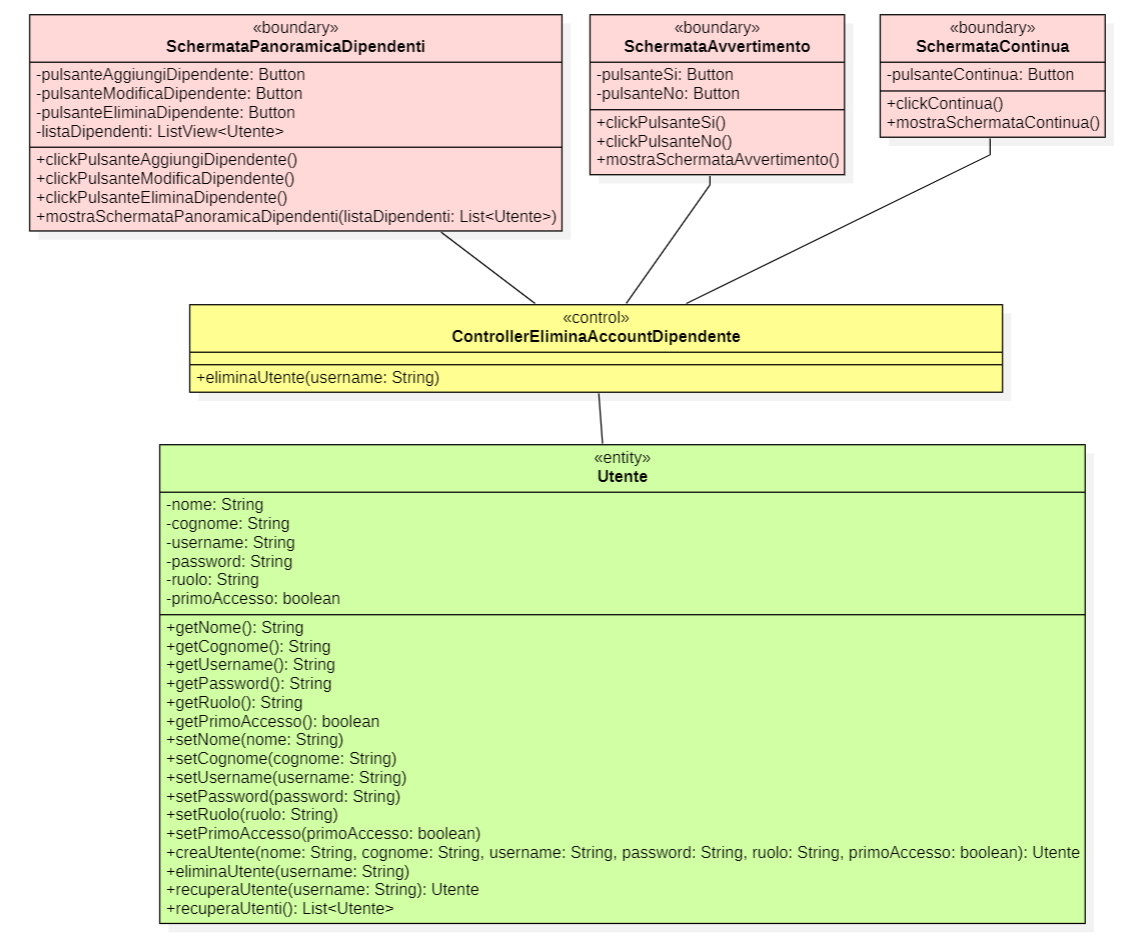 «boundary»
SchermataPanoramicaDipendenti
-pulsanteAggiungiDipendente: Button
-pulsanteModificaDipendente: Button
-pulsanteEliminaDipendente: Button
-listaDipendenti: ListView<Utente>
+clickPulsanteAggiungiDipendente()
+clickPulsanteModificaDipendente()
+clickPulsanteEliminaDipendente()
+mostraSchermataPanoramicaDipendenti(listaDipendenti: List<Utente>)
«boundary»
SchermataAvvertimento
-pulsanteSi: Button
-pulsanteNo: Button
+clickPulsanteSi()
+clickPulsanteNo()
+mostraSchermataAvvertimento()
«boundary»
SchermataContinua
-pulsanteContinua: Button
+clickContinua()
+mostraSchermataContinua()
«control»
ControllerEliminaAccountDipendente
+eliminaUtente(username: String)
«entity»
Utente
-nome: String
-cognome: String
-username: String
-password: String
-ruolo: String
-primoAccesso: boolean
+getNome(): String
+getCognome(): String
+getUsername(): String
+getPassword(): String
+getRuolo(): String
+getPrimoAccesso(): boolean
+setNome(nome: String)
+setCognome(cognome: String)
+setUsername(username: String)
+setPassword(password: String)
+setRuolo(ruolo: String)
+setPrimoAccesso(primoAccesso: boolean)
+creaUtente(nome: String, cognome: String, username: String, password: String, ruolo: String, primoAccesso: boolean): Utente
+eliminaUtente(username: String)
+recuperaUtente(username: String): Utente
+recuperaUtenti(): List<Utente>